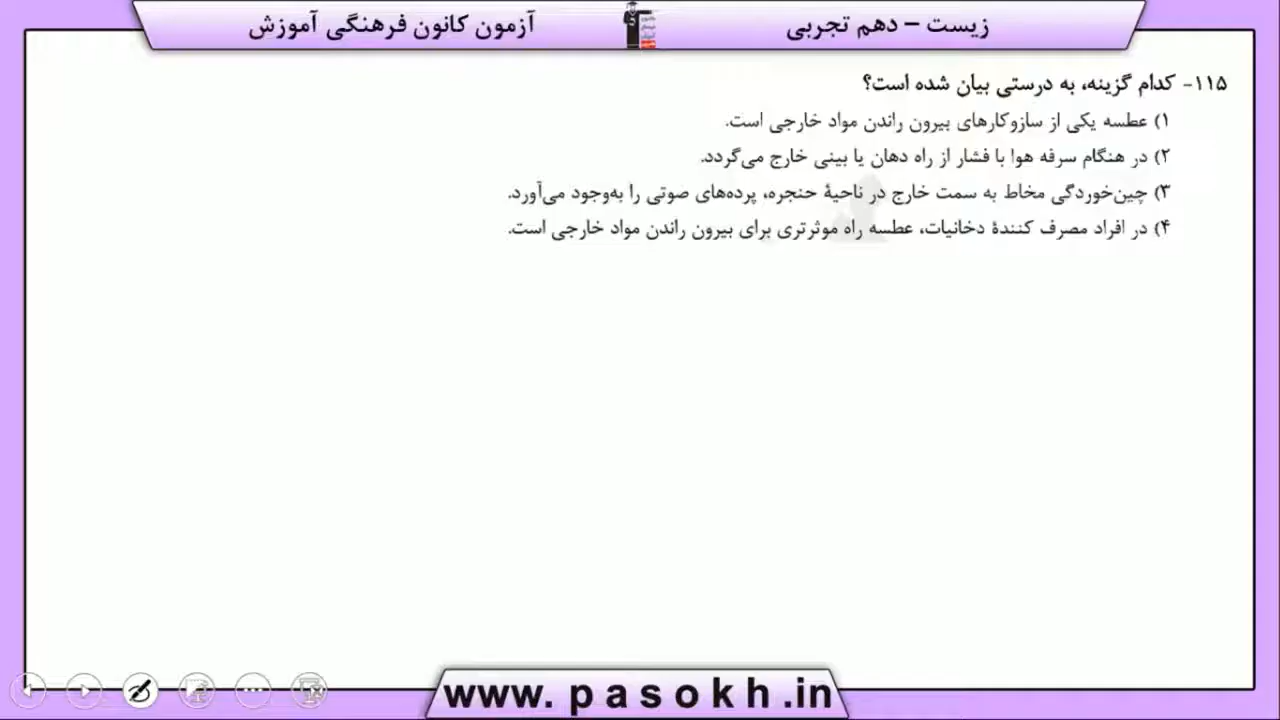 زیست – دهم تجربی
آزمون کانون فرهنگی آموزش
۱۱۵- کدام گزینه، به درستی بیان شده است؟
۱) عطسه یکی از سازوکارهای بیرون راندن مواد خارجی است.
۲) در هنگام سرفه هوا با فشار از راه دهان یا بینی خارج می‌گردد.
۳) چین‌خوردگی مخاط به سمت خارج در ناحیهٔ حنجره، پرده‌های صوتی را به‌وجود می‌آورد.
۴) در افراد مصرف کنندهٔ دخانیات، عطسه راه موثرتری برای بیرون راندن مواد خارجی است.
www. p a s o k h .in